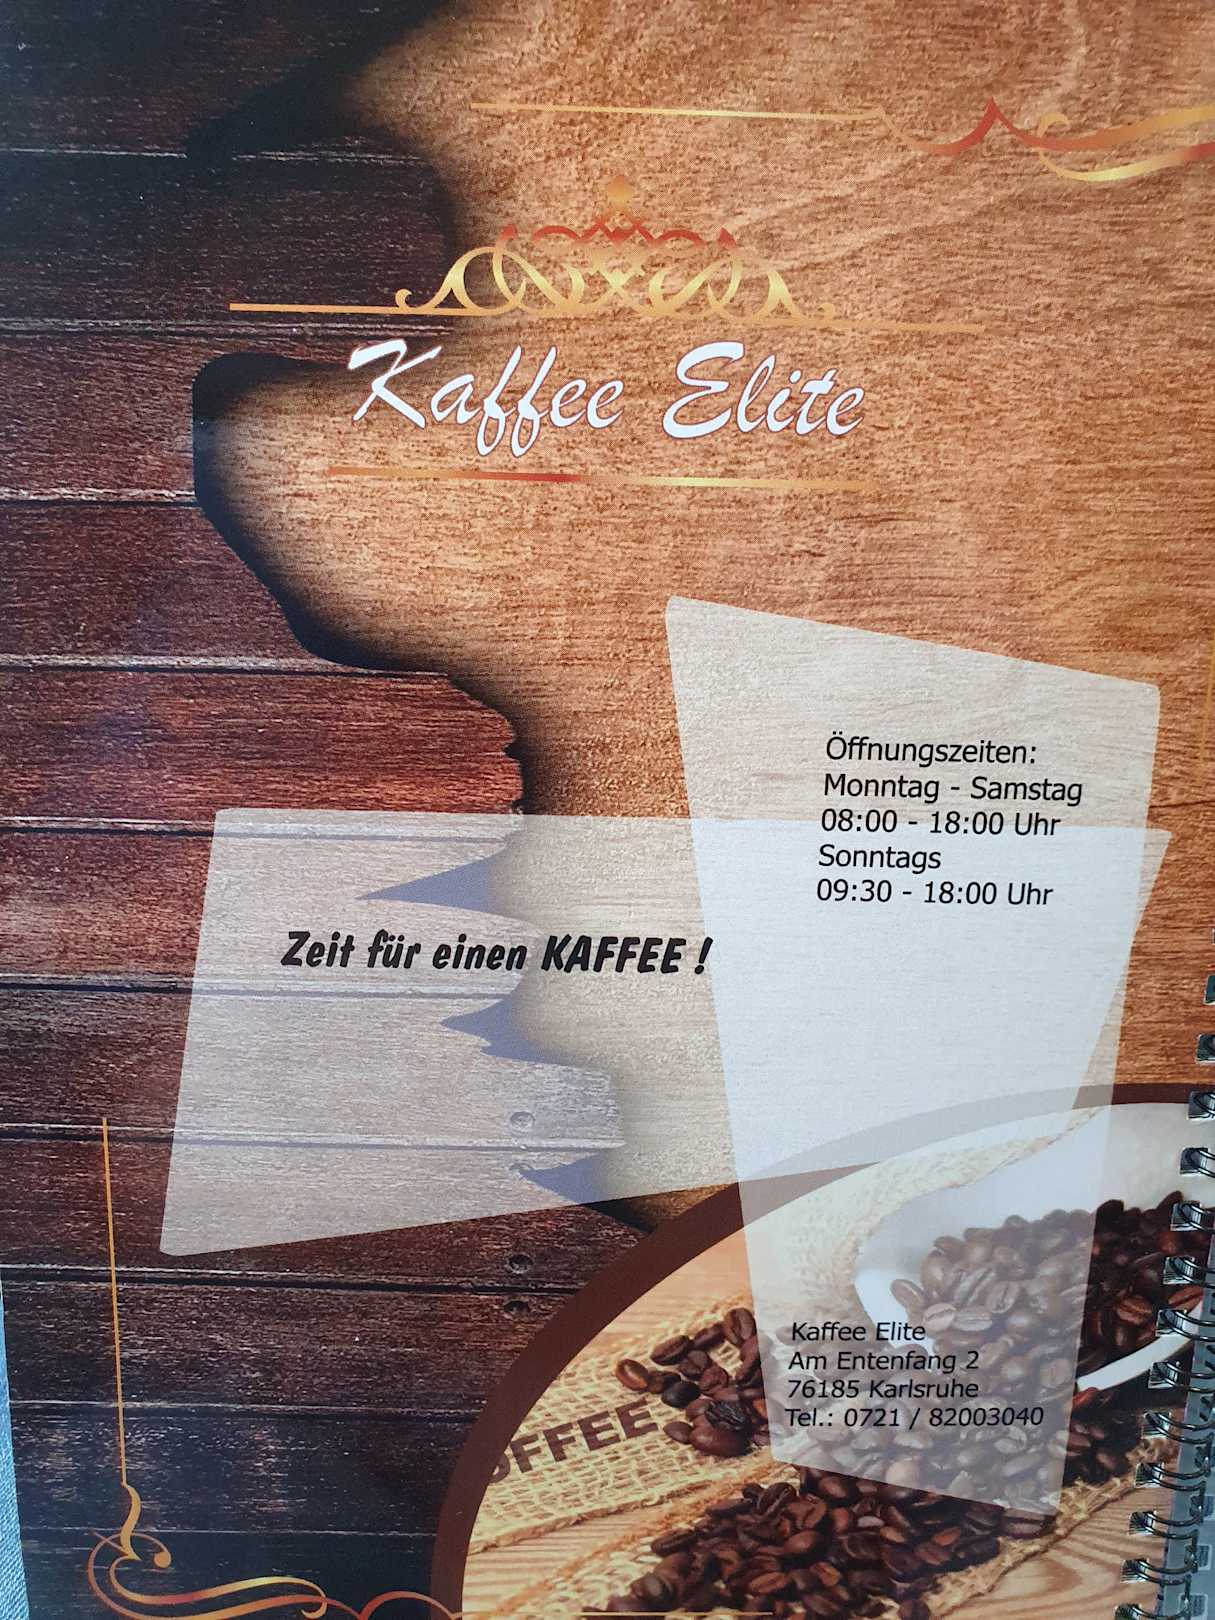 Kaffee Elite
Öffnungszeiten:
Monntag - Samstag
08:00 - 18:00 Uhr
Sonntags
09:30 - 18:00 Uhr
Zeit für einen KAFFEE !
Kaffee Elite
Am Entenfang 2
76185 Karlsruhe
Tel.: 0721 / 82003040
OFFEE